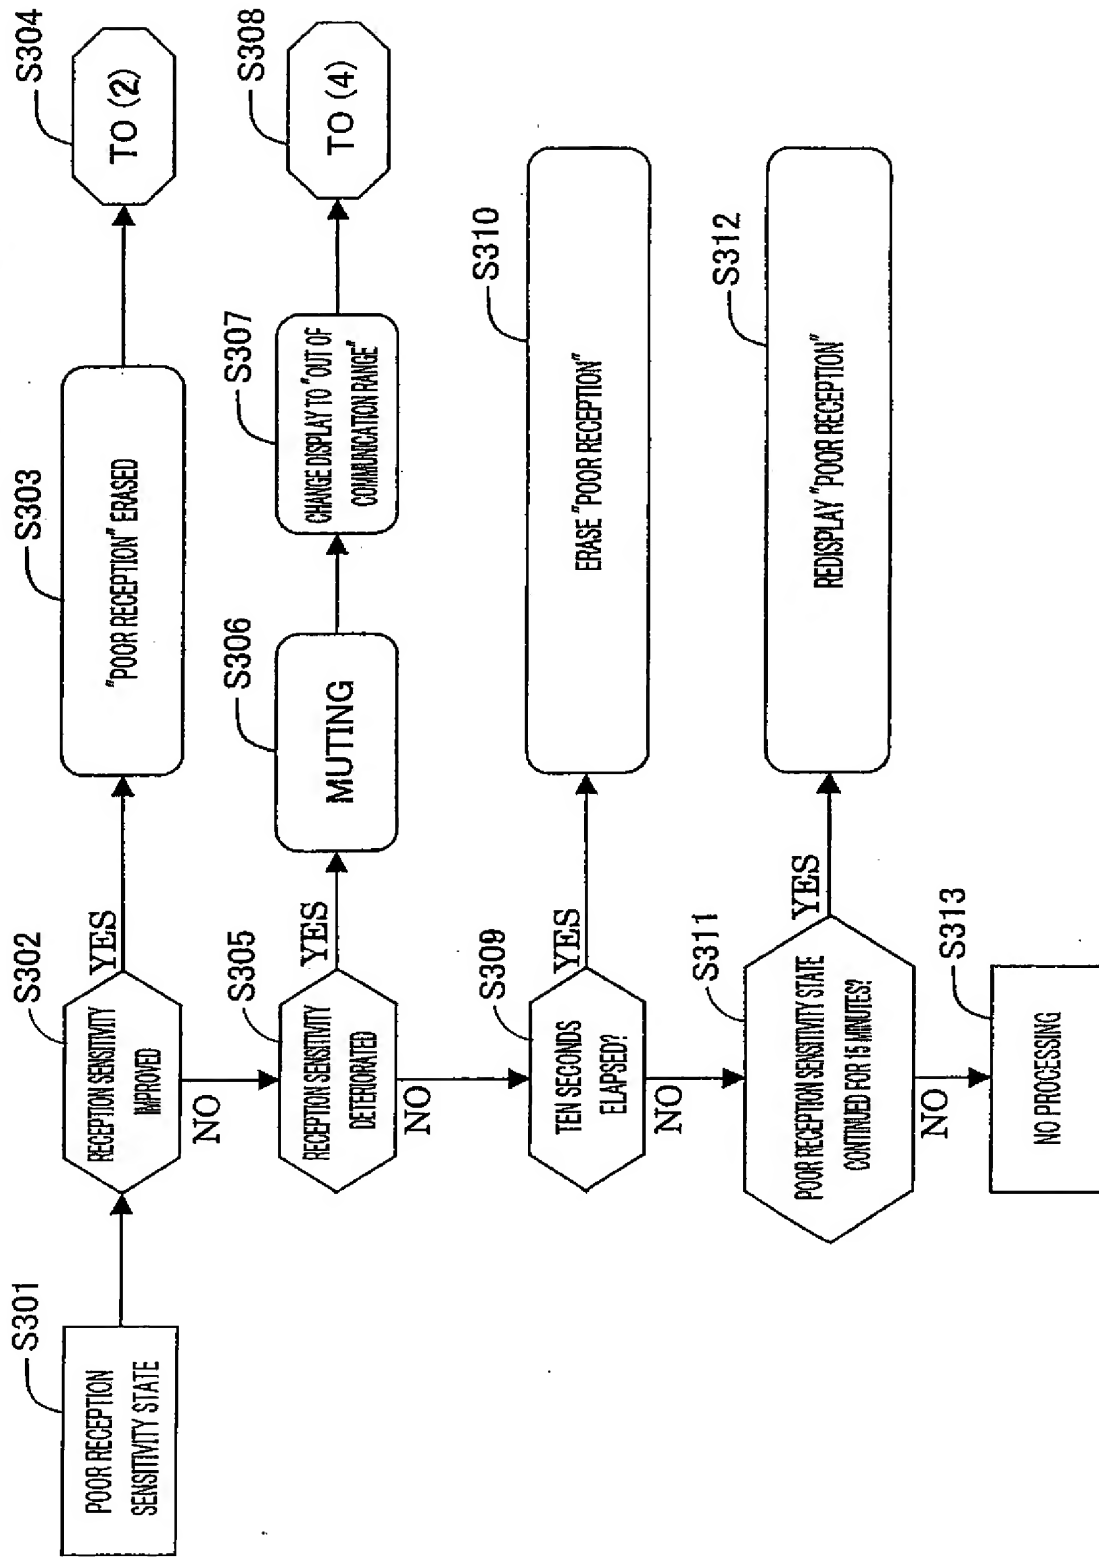 S301
POOR RECEPTION
SENSITIVITY STATE
S302
RECEPTION SENSITIVITY
IMPROVED
YES
NO
S303
"POOR RECEPTION" ERASED
S304
TO (2)
S305
RECEPTION SENSITIVITY
DETERIORATED
YES
NO
S306
MUTING
S307
CHANGE DISPLAY TO "OUT OF
COMMUNICATION RANGE"
S308
TO (4)
S309
TEN SECONDS
ELAPSED?
YES
NO
S310
ERASE "POOR RECEPTION"
S311
POOR RECEPTION SENSITIVITY STATE
CONTINUED FOR 15 MINUTES?
YES
NO
S312
REDISPLAY "POOR RECEPTION"
S313
NO PROCESSING